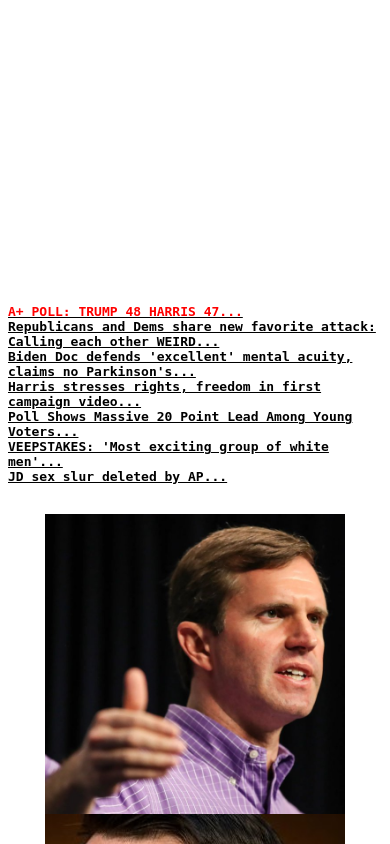 A+ POLL: TRUMP 48 HARRIS 47...
Republicans and Dems share new favorite attack:
Calling each other WEIRD...
Biden Doc defends 'excellent' mental acuity,
claims no Parkinson's...
Harris stresses rights, freedom in first
campaign video...
Poll Shows Massive 20 Point Lead Among Young
Voters...
VEEPSTAKES: 'Most exciting group of white
men'...
JD sex slur deleted by AP...